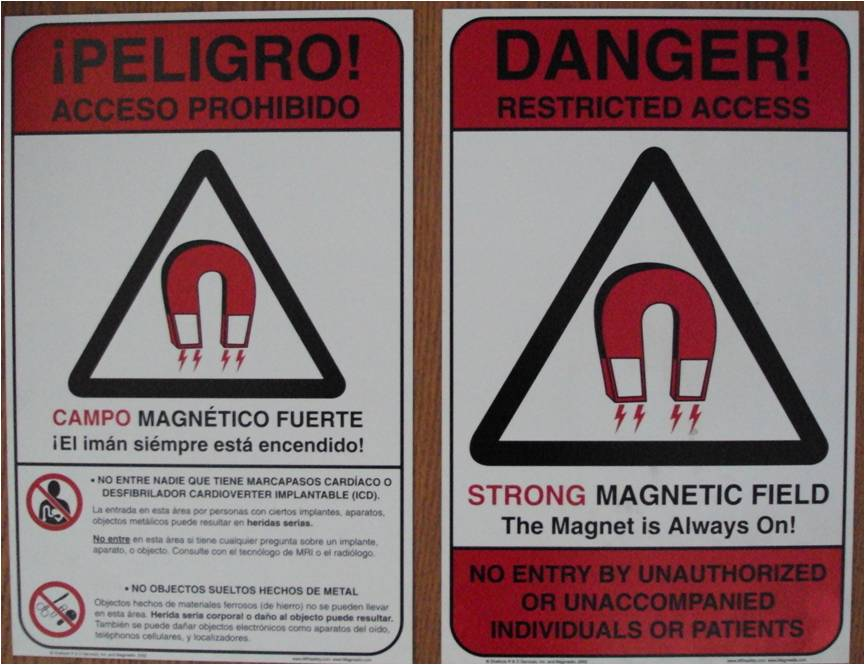 ¡PELIGRO!
ACCESO PROHIBIDO
CAMPO MAGNÉTICO FUERTE
¡El imán siémpre está encendido!
• NO ENTRE NADIE QUE TIENE MARCAPASOS CARDÍACO O
DESFIBRILADOR CARDIOVERTER IMPLANTABLE (ICD).
La entrada en esta área por personas con ciertos implantes, aparatos,
objectos metálicos puede resultar en heridas serias.
No entre en esta área si tiene cualquier pregunta sobre un implante,
aparato, o objecto. Consulte con el tecnólogo de MRI o el radiólogo.
• NO OBJECTOS SUELTOS HECHOS DE METAL
Objectos hechos de materiales ferrosos (de hierro) no se pueden llevar
en esta área. Herida seria corporal o daño al objecto puede resultar.
También se puede dañar objectos electrónicos como aparatos del oído,
teléphonos cellulares, y localizadores.
DANGER!
RESTRICTED ACCESS
STRONG MAGNETIC FIELD
The Magnet is Always On!
NO ENTRY BY UNAUTHORIZED
OR UNACCOMPANIED
INDIVIDUALS OR PATIENTS